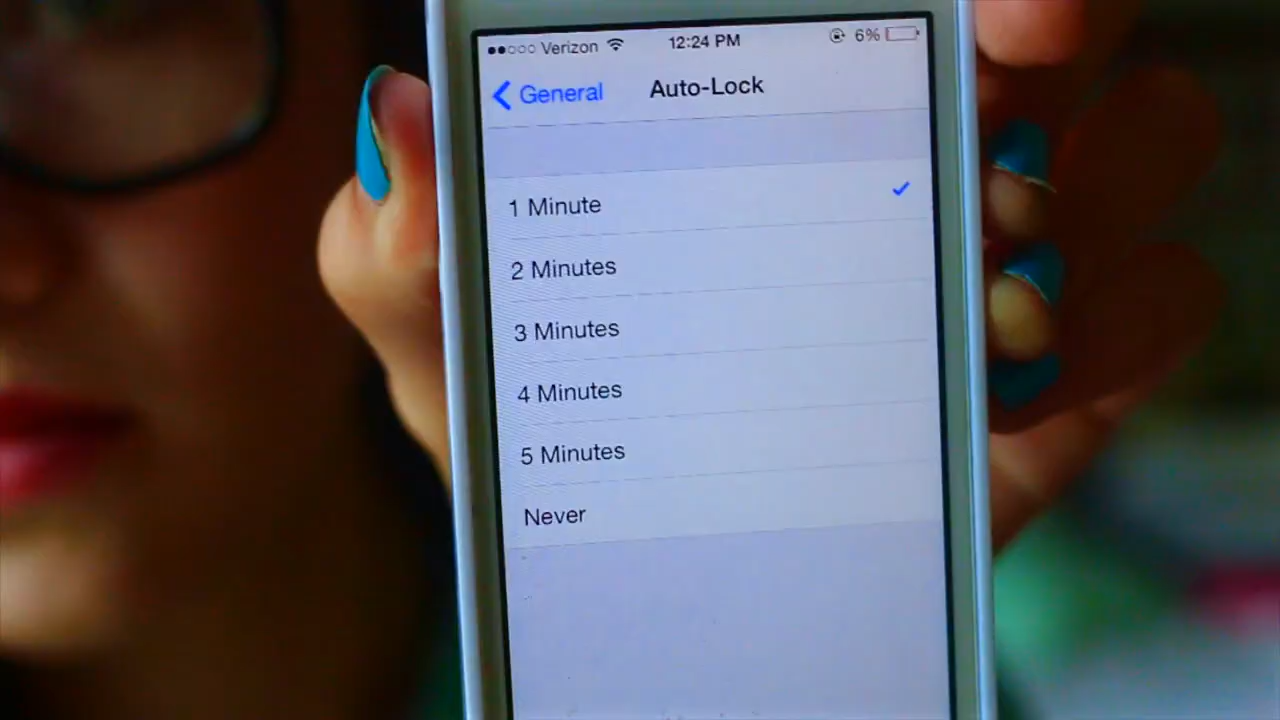 Verizon 12:24 PM 6%
General Auto-Lock
1 Minute
2 Minutes
3 Minutes
4 Minutes
5 Minutes
Never